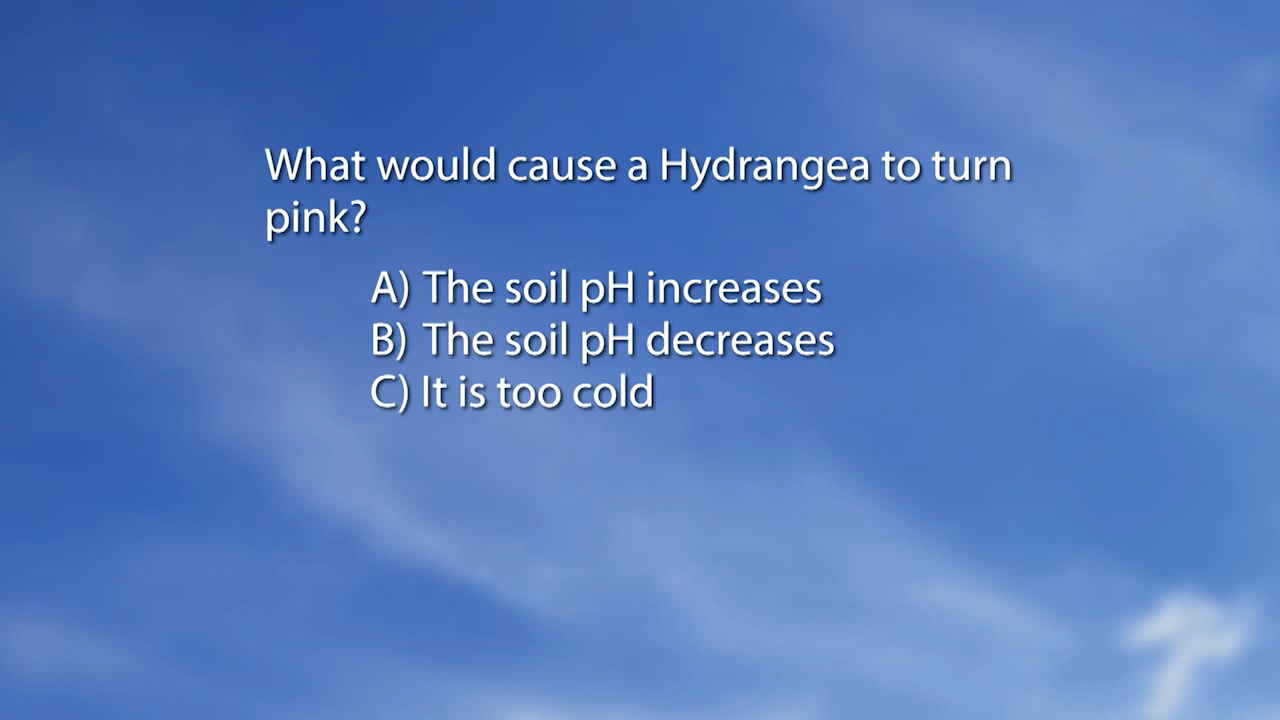 What would cause a Hydrangea to turn
pink?
A) The soil pH increases
B) The soil pH decreases
C) It is too cold